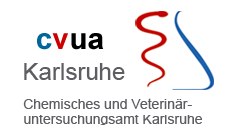 cvua
Karlsruhe
Chemisches und Veterinär-
untersuchungsamt Karlsruhe